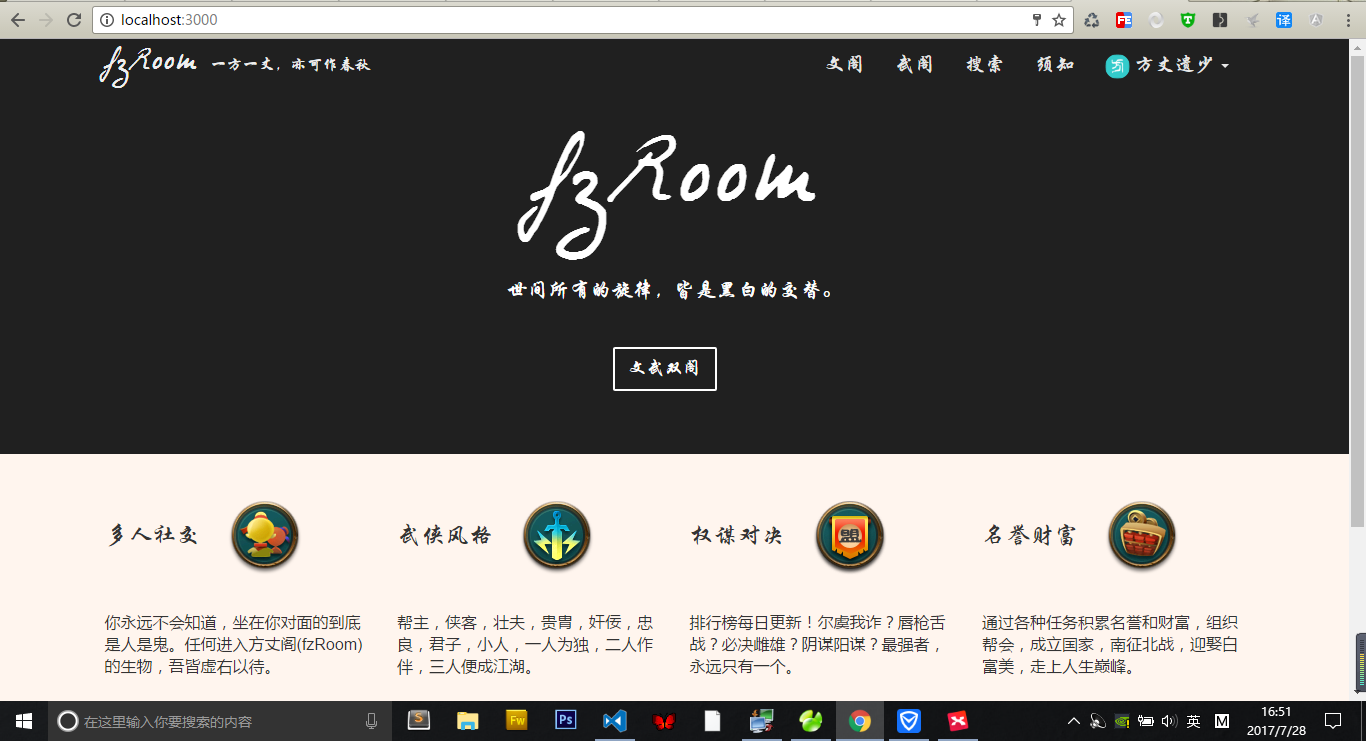 localhost:3000
fzRoom 一方一丈，亦可作春秋 文阁 武阁 搜索 须知 方丈遗少
fzRoom
世间所有的旋律，皆是黑白的交替。
文武双阁
多人社交 武侠风格 权谋对决 盟 名誉财富
你永远不会知道，坐在你对面的到底
是人是鬼。任何进入方丈阁(fzRoom)
的生物，吾皆虚右以待。
帮主，侠客，壮夫，贵胄，奸佞，忠
良，君子，小人，一人为独，二人作
伴，三人便成江湖。
排行榜每日更新！尔虞我诈？唇枪舌
战？必决雌雄？阴谋阳谋？最强者，
永远只有一个。
通过各种任务积累名誉和财富，组织
帮会，成立国家，南征北战，迎娶白
富美，走上人生巅峰。
在这里输入你要搜索的内容
S Fw Ps
英 M
16:51
2017/7/28
FE T 译